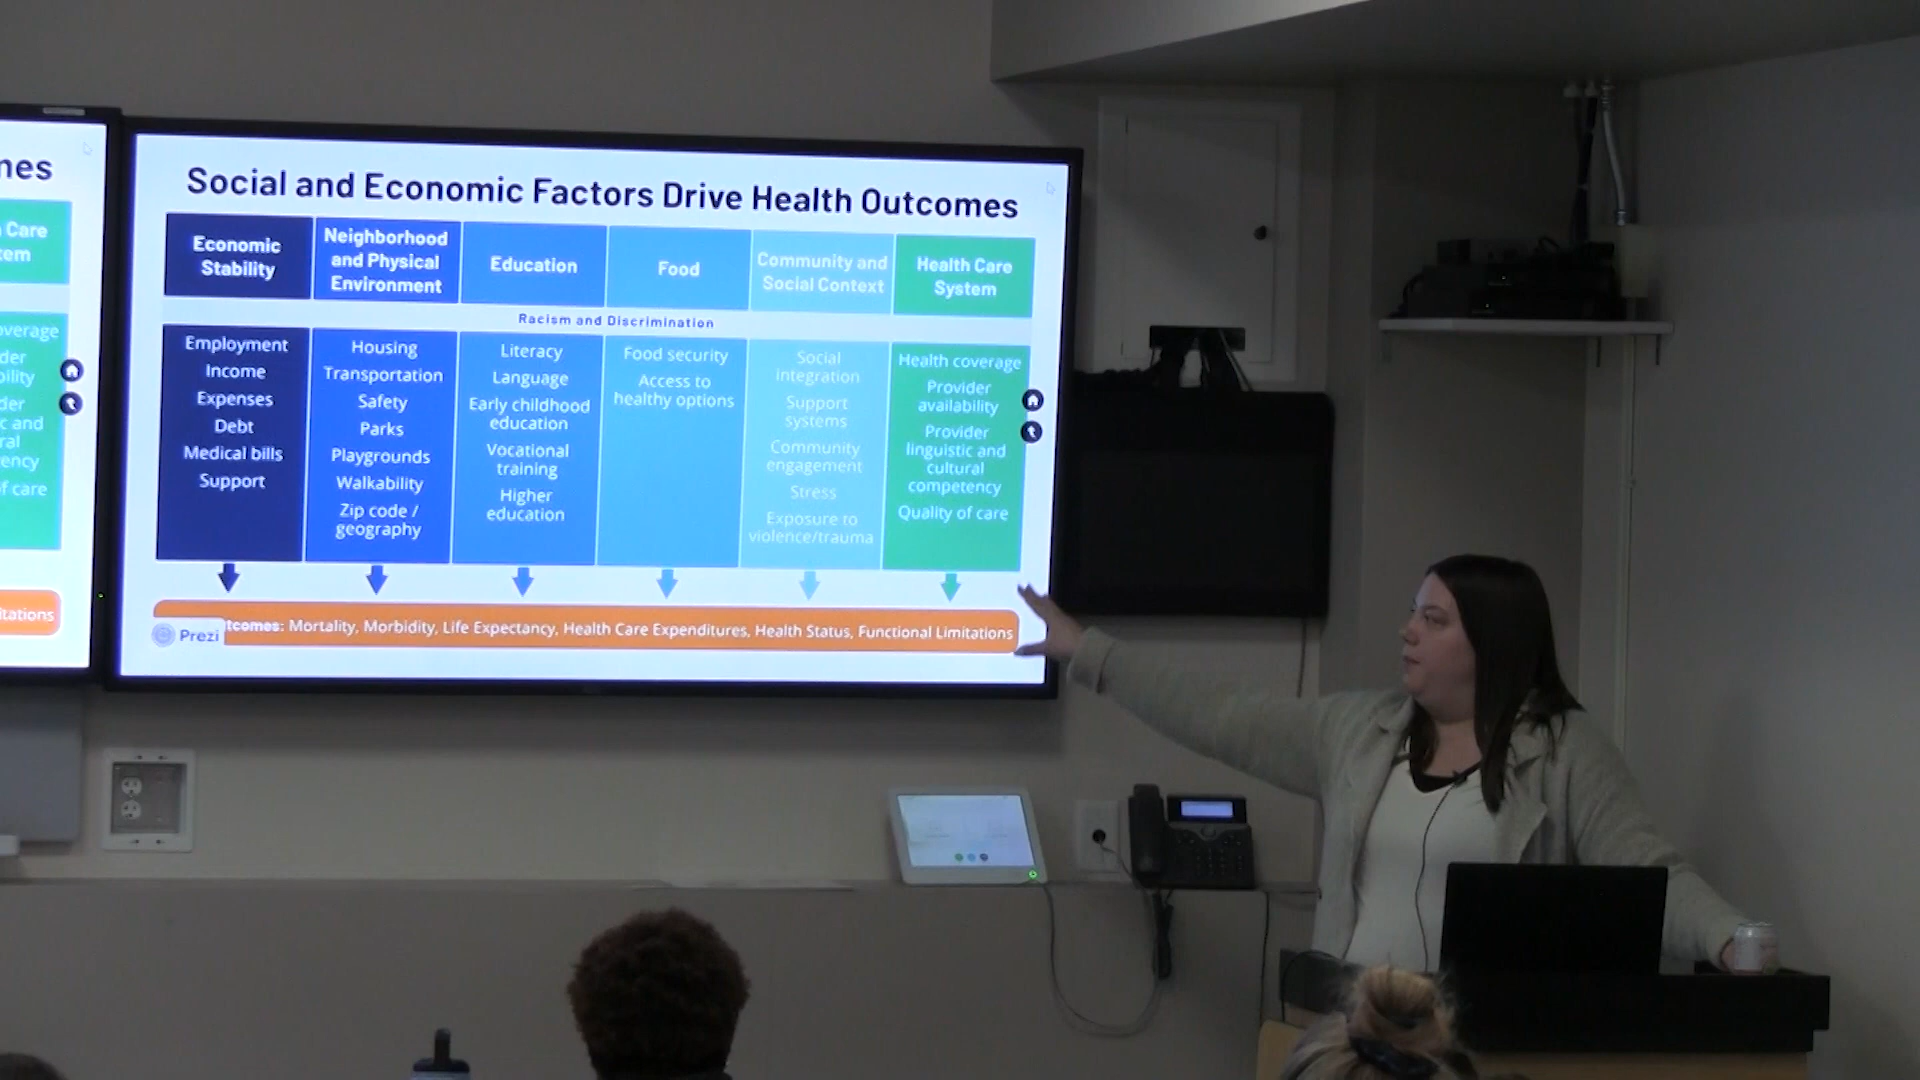 nes
Care
tem
overage
der
bility
der
c and
ral
ency
f care
itations
Social and Economic Factors Drive Health Outcomes
Economic
Stability
Neighborhood
and Physical
Environment
Education
Food
Community and
Social Context
Health Care
System
Racism and Discrimination
Employment
Income
Expenses
Debt
Medical bills
Support
Housing
Transportation
Safety
Parks
Playgrounds
Walkability
Zip code /
geography
Literacy
Language
Early childhood
education
Vocational
training
Higher
education
Food security
Access to
healthy options
Social
integration
Support
systems
Community
engagement
Stress
Exposure to
violence/trauma
Health coverage
Provider
availability
Provider
linguistic and
cultural
competency
Quality of care
tcomes: Mortality, Morbidity, Life Expectancy, Health Care Expenditures, Health Status, Functional Limitations
Prezi